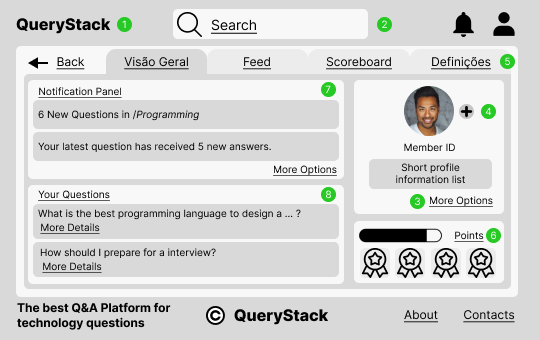 QueryStack 1
Search 2
Back
Visão Geral
Feed
Scoreboard
Definições 5
Notification Panel 7
6 New Questions in /Programming
Your latest question has received 5 new answers.
More Options
Your Questions 8
What is the best programming language to design a ... ?
More Details
How should I prepare for a interview?
More Details
4
Member ID
Short profile
information list
3 More Options
Points 6
The best Q&A Platform for
technology questions
© QueryStack
About
Contacts